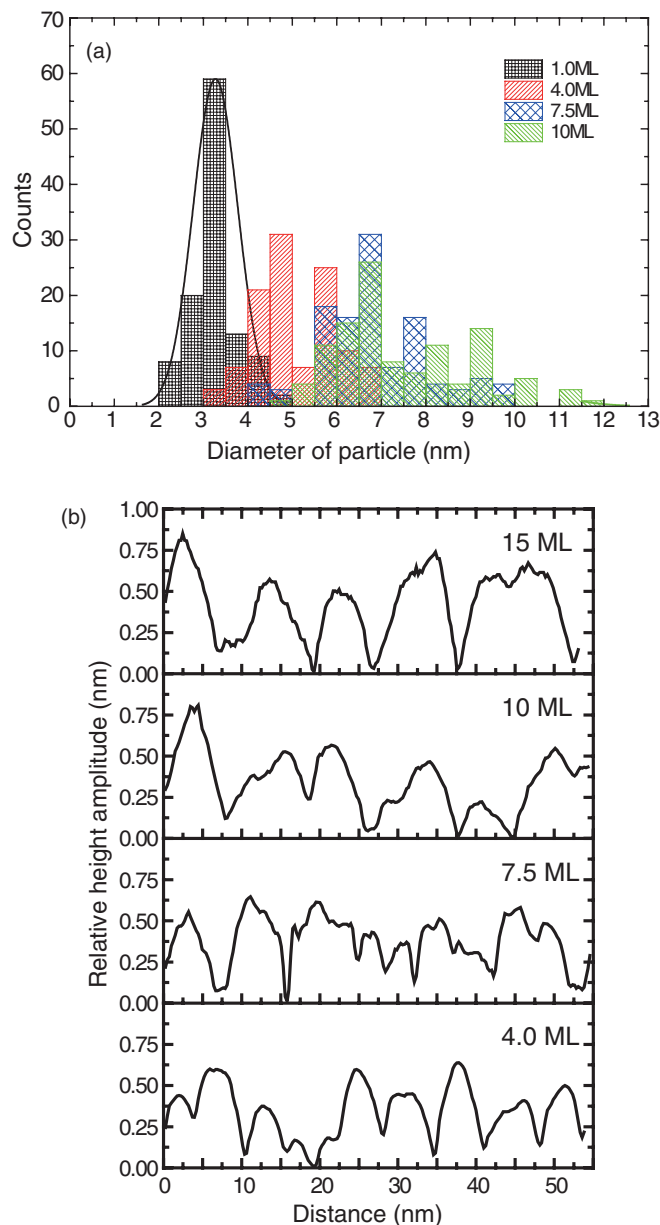 (a)
70
60
50
40
30
20
10
0
Counts
1.0ML
4.0ML
7.5ML
10ML
0 1 2 3 4 5 6 7 8 9 10 11 12 13
Diameter of particle (nm)
(b)
Relative height amplitude (nm)
1.00
0.75
0.50
0.25
0.00
15 ML
0.75
0.50
0.25
0.00
10 ML
0.75
0.50
0.25
0.00
7.5 ML
0.75
0.50
0.25
0.00
4.0 ML
0 10 20 30 40 50
Distance (nm)